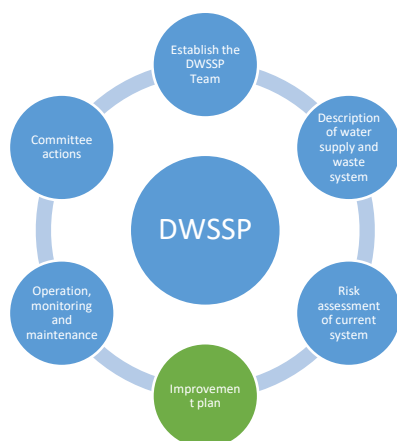 Establish the
DWSSP
Team
Description
of water
supply and
waste
system
Risk
assessment
of current
system
Improvemen
t plan
Operation,
monitoring
and
maintenance
Committee
actions
DWSSP